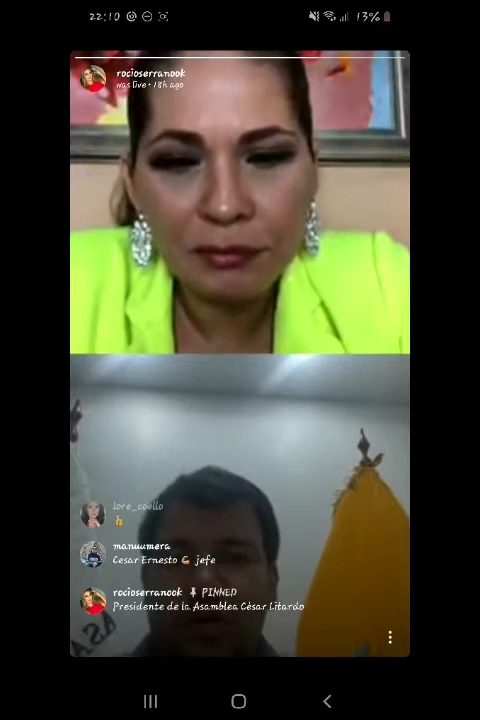 22:10
13%
rocioserranook
was live • 18h ago
lore_coello
manuumera
Cesar Ernesto 💪 jefe
rocioserranook PINNED
Presidente de la Asamblea César Litardo